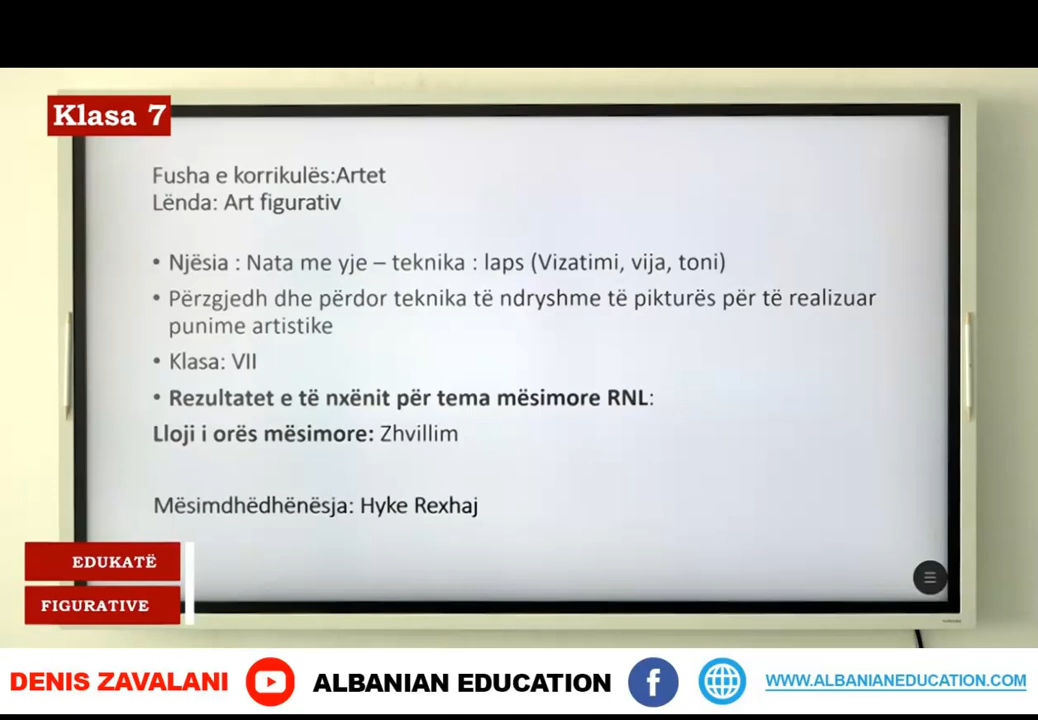 Klasa 7
Fusha e korrikulës:Artet
Lënda: Art figurativ
• Njësia : Nata me yje – teknika : laps (Vizatimi, vija, toni)
• Përzgjedh dhe përdor teknika të ndryshme të pikturës për të realizuar
punime artistike
• Klasa: VII
• Rezultatet e të nxënit për tema mësimore RNL:
Lloji i orës mësimore: Zhvillim
Mësimdhëdhënësja: Hyke Rexhaj
EDUKATË
FIGURATIVE
DENIS ZAVALANI ALBANIAN EDUCATION f WWW.ALBANIANEDUCATION.COM